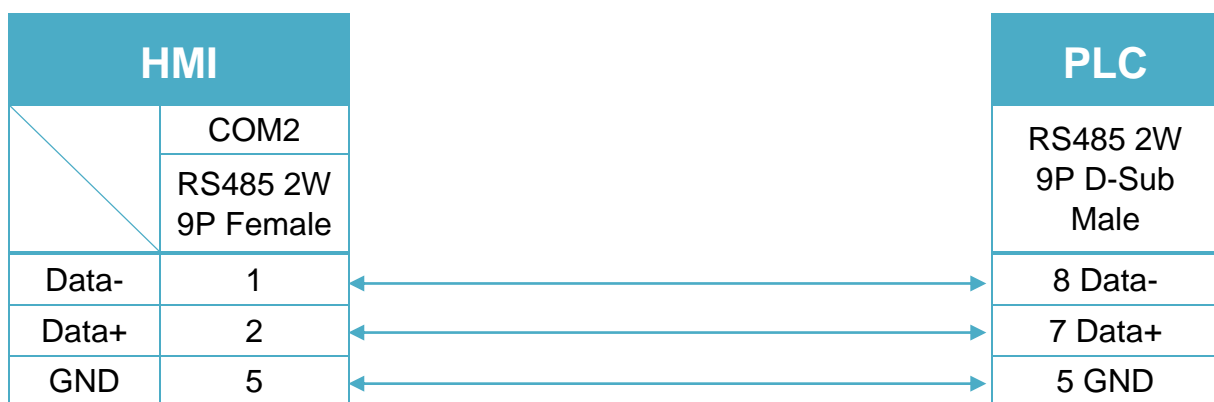 HMI
PLC
COM2
RS485 2W
9P Female
RS485 2W
9P D-Sub
Male
Data- 1 8 Data-
Data+ 2 7 Data+
GND 5 5 GND